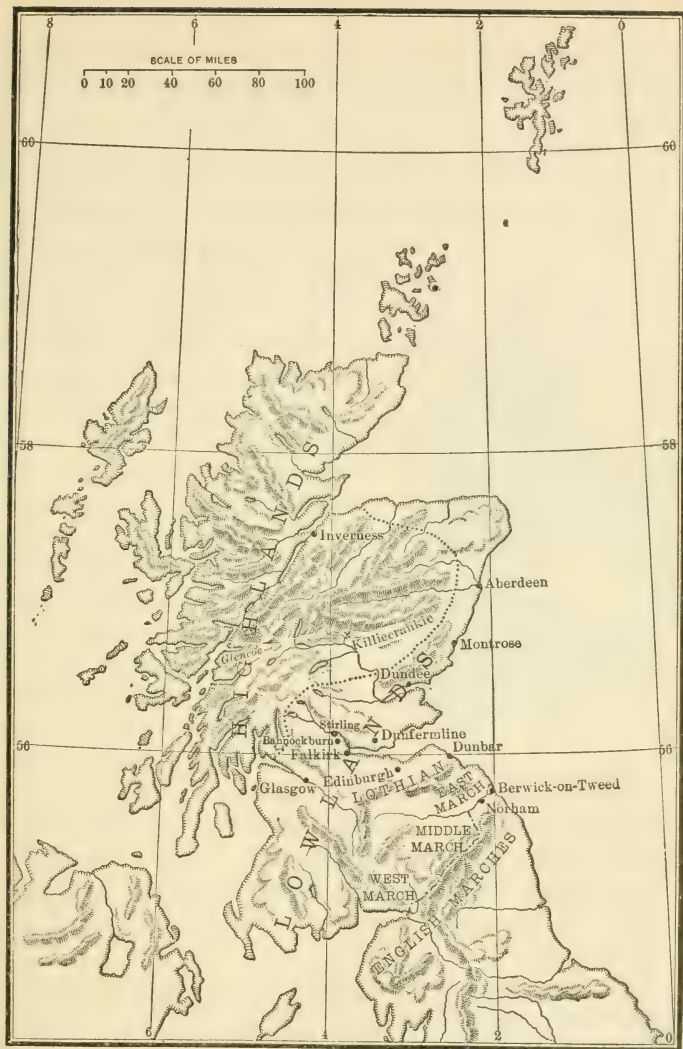 8 6 4 2 0
SCALE OF MILES
0 10 20 40 60 80 100
60 60
58 58
HIGHLANDS
Inverness
Aberdeen
Killiecrankie
Montrose
Glencoe
Dundee
Stirling
Dunfermline
Bannockburn
56 56
Falkirk
Dunbar
Edinburgh
LOTHIAN
Glasgow
EAST
MARCH
Berwick-on-Tweed
Norham
LOWLANDS
MIDDLE
MARCH
WEST
MARCH
ENGLISH MARCHES
6 4 2 0